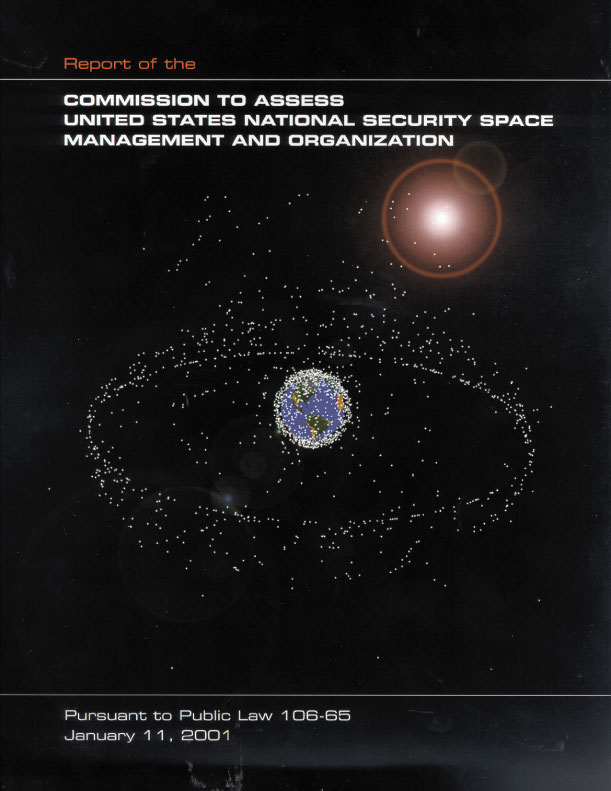 Report of the
COMMISSION TO ASSESS
UNITED STATES NATIONAL SECURITY SPACE
MANAGEMENT AND ORGANIZATION
Pursuant to Public Law 106-65
January 11, 2001